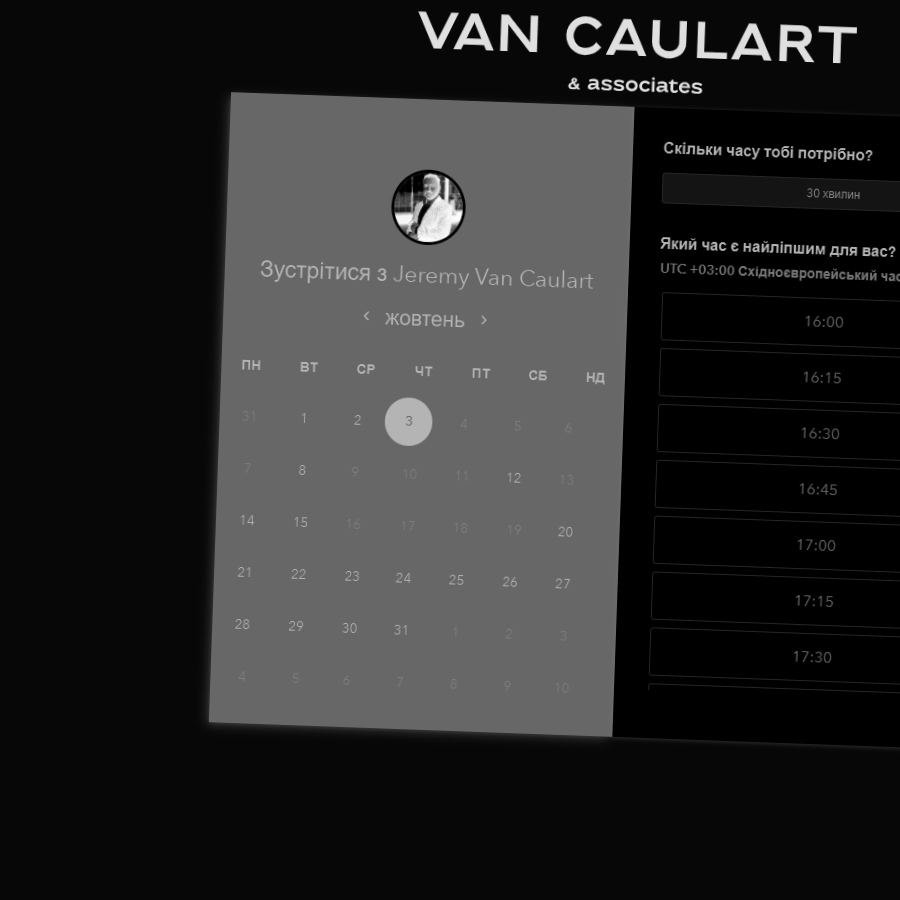 VAN CAULART
& associates
Зустрітися з Jeremy Van Caulart
‹ жовтень ›
ПН ВТ СР ЧТ ПТ СБ НД
31 1 2 3 4 5 6
7 8 9 10 11 12 13
14 15 16 17 18 19 20
21 22 23 24 25 26 27
28 29 30 31 1 2 3
4 5 6 7 8 9 10
Скільки часу тобі потрібно?
30 хвилин
Який час є найліпшим для вас?
UTC +03:00 Східноєвропейський
16:00
16:15
16:30
16:45
17:00
17:15
17:30